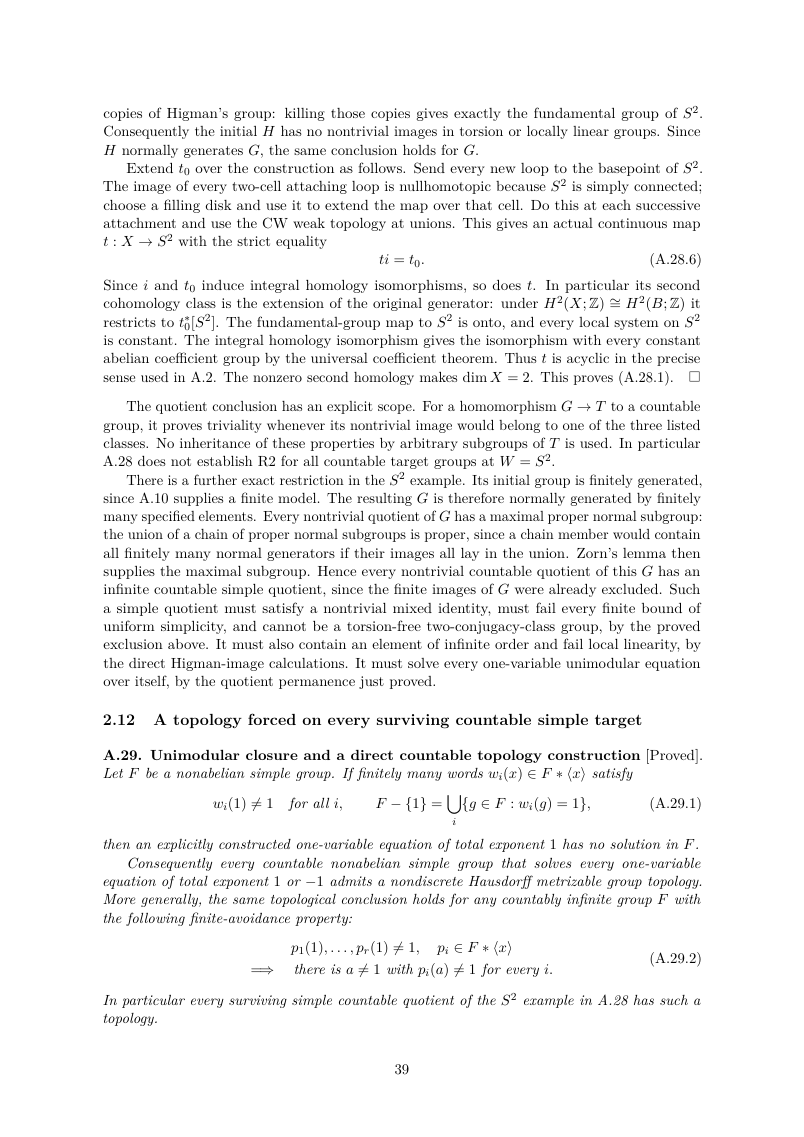 copies of Higman's group: killing those copies gives exactly the fundamental group of S².
Consequently the initial H has no nontrivial images in torsion or locally linear groups. Since
H normally generates G, the same conclusion holds for G.
Extend t₀ over the construction as follows. Send every new loop to the basepoint of S².
The image of every two-cell attaching loop is nullhomotopic because S² is simply connected;
choose a filling disk and use it to extend the map over that cell. Do this at each successive
attachment and use the CW weak topology at unions. This gives an actual continuous map
t : X → S² with the strict equality
ti = t₀. (A.28.6)
Since i and t₀ induce integral homology isomorphisms, so does t. In particular its second
cohomology class is the extension of the original generator: under H²(X; ℤ) ≅ H²(B; ℤ) it
restricts to t₀*[S²]. The fundamental-group map to S² is onto, and every local system on S²
is constant. The integral homology isomorphism gives the isomorphism with every constant
abelian coefficient group by the universal coefficient theorem. Thus t is acyclic in the precise
sense used in A.2. The nonzero second homology makes dim X = 2. This proves (A.28.1). □
The quotient conclusion has an explicit scope. For a homomorphism G → T to a countable
group, it proves triviality whenever its nontrivial image would belong to one of the three listed
classes. No inheritance of these properties by arbitrary subgroups of T is used. In particular
A.28 does not establish R2 for all countable target groups at W = S².
There is a further exact restriction in the S² example. Its initial group is finitely generated,
since A.10 supplies a finite model. The resulting G is therefore normally generated by finitely
many specified elements. Every nontrivial quotient of G has a maximal proper normal subgroup:
the union of a chain of proper normal subgroups is proper, since a chain member would contain
all finitely many normal generators if their images all lay in the union. Zorn's lemma then
supplies the maximal subgroup. Hence every nontrivial countable quotient of this G has an
infinite countable simple quotient, since the finite images of G were already excluded. Such
a simple quotient must satisfy a nontrivial mixed identity, must fail every finite bound of
uniform simplicity, and cannot be a torsion-free two-conjugacy-class group, by the proved
exclusion above. It must also contain an element of infinite order and fail local linearity, by
the direct Higman-image calculations. It must solve every one-variable unimodular equation
over itself, by the quotient permanence just proved.
2.12 A topology forced on every surviving countable simple target
A.29. Unimodular closure and a direct countable topology construction [Proved].
Let F be a nonabelian simple group. If finitely many words wᵢ(x) ∈ F ∗ ⟨x⟩ satisfy
wᵢ(1) ≠ 1 for all i, F − {1} = ⋃ᵢ{g ∈ F : wᵢ(g) = 1}, (A.29.1)
then an explicitly constructed one-variable equation of total exponent 1 has no solution in F.
Consequently every countable nonabelian simple group that solves every one-variable
equation of total exponent 1 or −1 admits a nondiscrete Hausdorff metrizable group topology.
More generally, the same topological conclusion holds for any countably infinite group F with
the following finite-avoidance property:
p₁(1), . . . , pᵣ(1) ≠ 1, pᵢ ∈ F ∗ ⟨x⟩
⟹ there is a ≠ 1 with pᵢ(a) ≠ 1 for every i. (A.29.2)
In particular every surviving simple countable quotient of the S² example in A.28 has such a
topology.
39